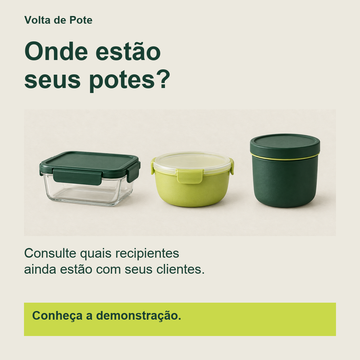 Volta de Pote
Onde estão
seus potes?
Consulte quais recipientes
ainda estão com seus clientes.
Conheça a demonstração.